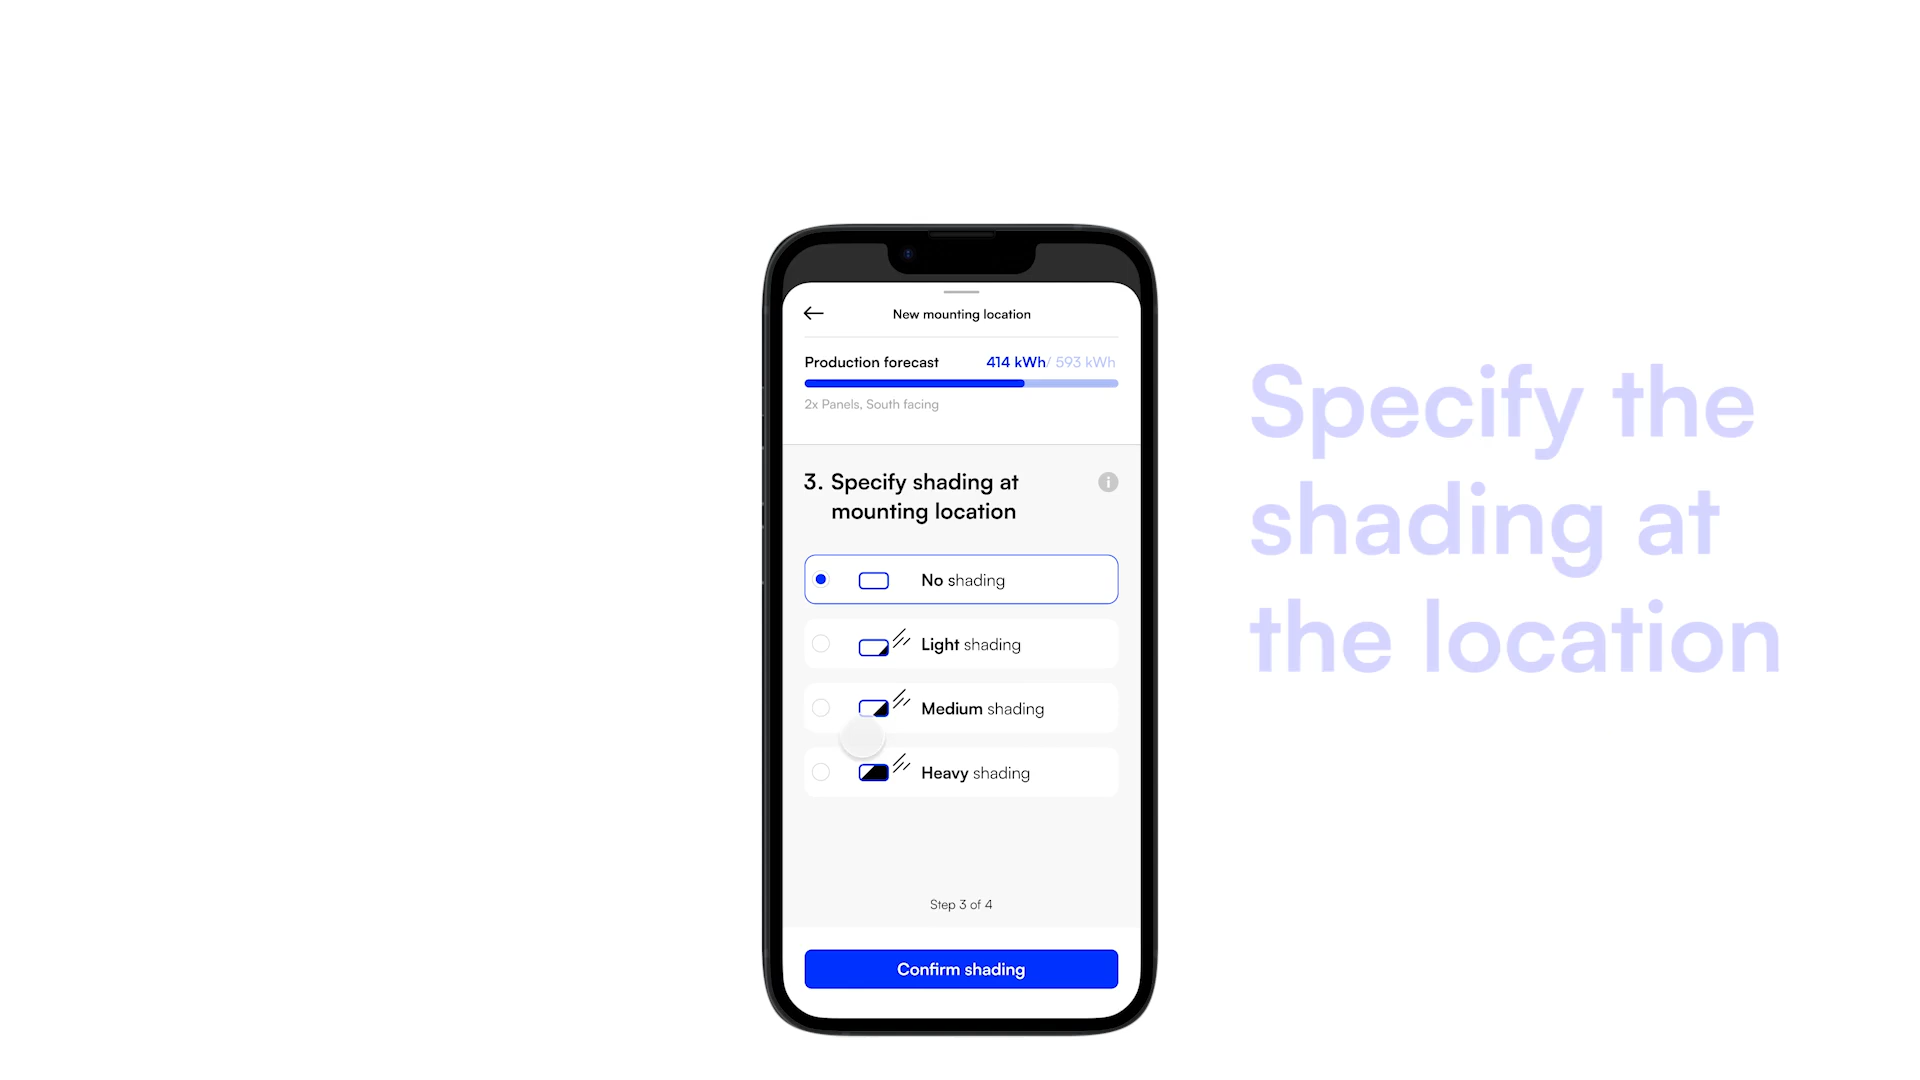 New mounting location
Production forecast 414 kWh/ 593 kWh
2x Panels, South facing
3. Specify shading at
mounting location
No shading
Light shading
Medium shading
Heavy shading
Step 3 of 4
Confirm shading
Specify the
shading at
the location